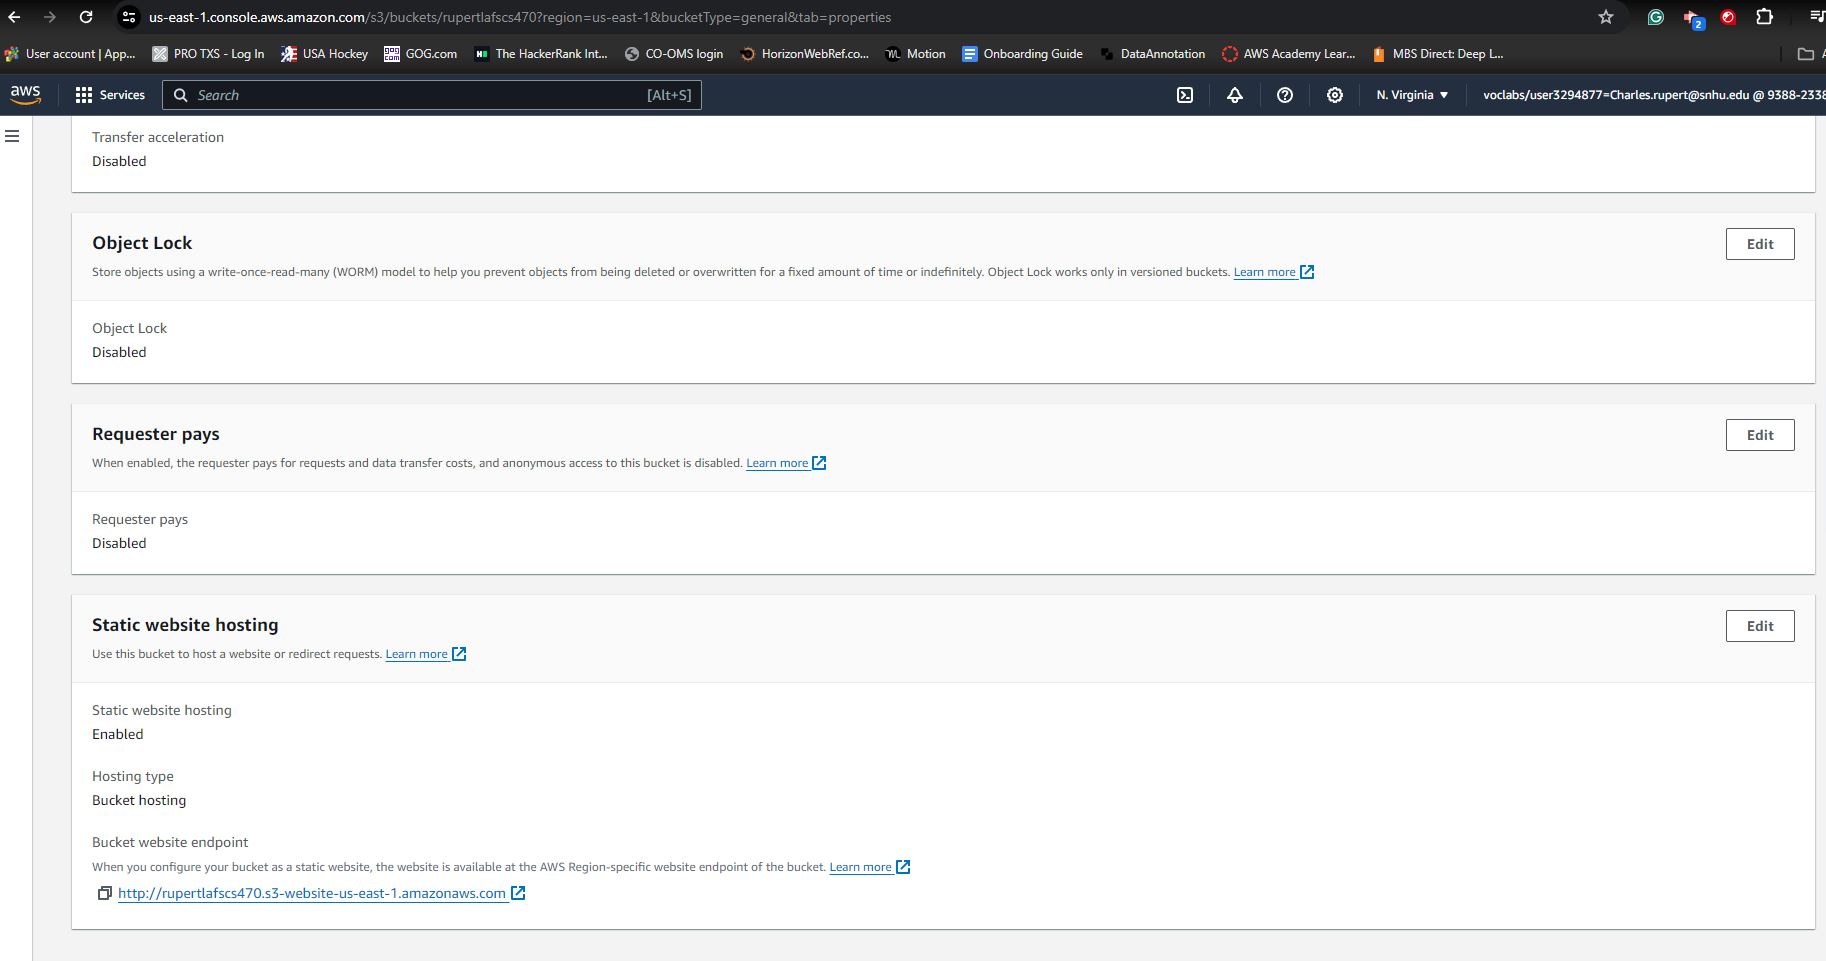 us-east-1.console.aws.amazon.com/s3/buckets/rupertlafscs470?region=us-east-1&bucketType=general&tab=properties
2
User account | App... PRO TXS - Log In USA Hockey GOG.com The HackerRank Int... CO-OMS login HorizonWebRef.co... Motion Onboarding Guide DataAnnotation AWS Academy Lear... MBS Direct: Deep L...
aws Services Search [Alt+S] N. Virginia ▼ voclabs/user3294877=Charles.rupert@snhu.edu @ 9388-2338
Transfer acceleration
Disabled
Object Lock
Edit
Store objects using a write-once-read-many (WORM) model to help you prevent objects from being deleted or overwritten for a fixed amount of time or indefinitely. Object Lock works only in versioned buckets. Learn more
Object Lock
Disabled
Requester pays
Edit
When enabled, the requester pays for requests and data transfer costs, and anonymous access to this bucket is disabled. Learn more
Requester pays
Disabled
Static website hosting
Edit
Use this bucket to host a website or redirect requests. Learn more
Static website hosting
Enabled
Hosting type
Bucket hosting
Bucket website endpoint
When you configure your bucket as a static website, the website is available at the AWS Region-specific website endpoint of the bucket. Learn more
http://rupertlafscs470.s3-website-us-east-1.amazonaws.com